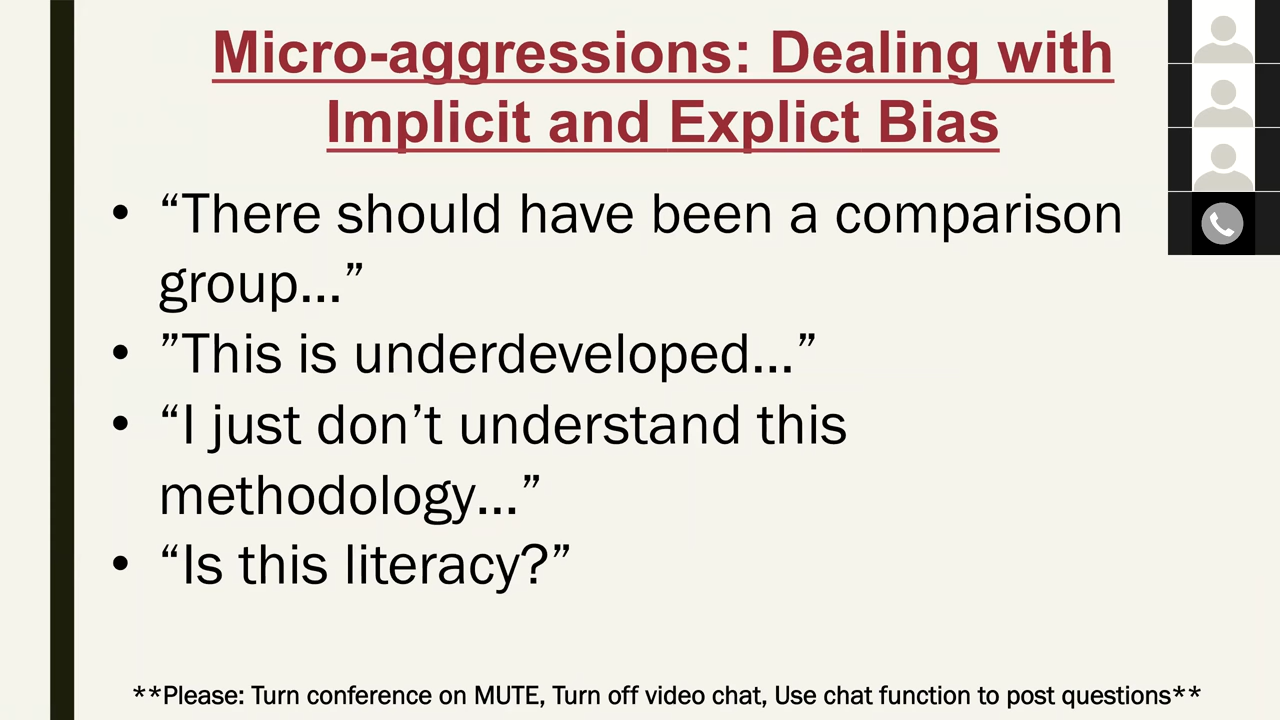 Micro-aggressions: Dealing with
Implicit and Explict Bias
• “There should have been a comparison
group...”
• ”This is underdeveloped...”
• “I just don’t understand this
methodology...”
• “Is this literacy?”
**Please: Turn conference on MUTE, Turn off video chat, Use chat function to post questions**